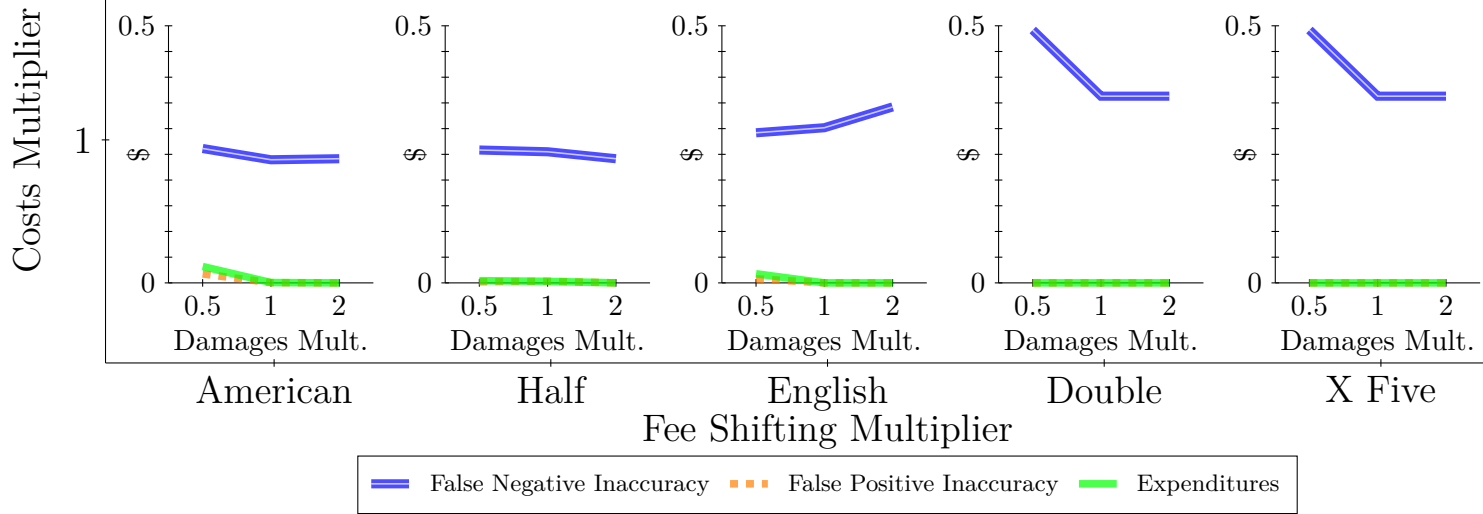 Costs Multiplier
1
0.5
0
$
0.5 1 2
Damages Mult.
0.5
0
$
0.5 1 2
Damages Mult.
0.5
0
$
0.5 1 2
Damages Mult.
0.5
0
$
0.5 1 2
Damages Mult.
0.5
0
$
0.5 1 2
Damages Mult.
American Half English Double X Five
Fee Shifting Multiplier
False Negative Inaccuracy False Positive Inaccuracy Expenditures